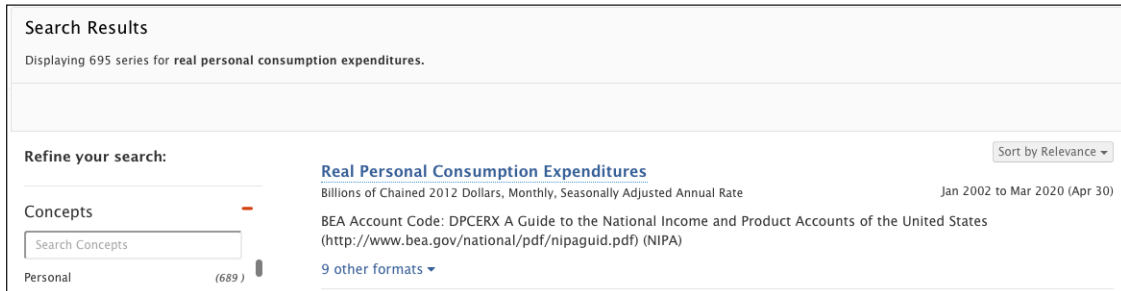 Search Results
Displaying 695 series for real personal consumption expenditures.
Refine your search:
Sort by Relevance
Real Personal Consumption Expenditures
Billions of Chained 2012 Dollars, Monthly, Seasonally Adjusted Annual Rate
Jan 2002 to Mar 2020 (Apr 30)
Concepts
BEA Account Code: DPCERX A Guide to the National Income and Product Accounts of the United States
(http://www.bea.gov/national/pdf/nipaguid.pdf) (NIPA)
Search Concepts
9 other formats
Personal (689)